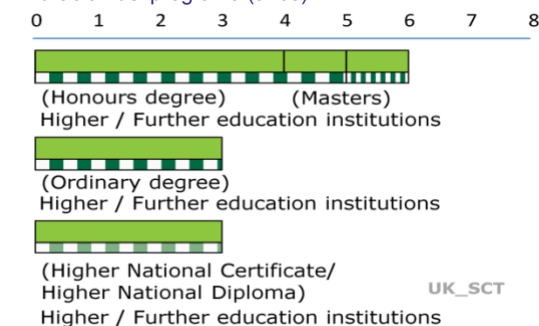 0 1 2 3 4 5 6 7 8
(Honours degree) (Masters)
Higher / Further education institutions
(Ordinary degree)
Higher / Further education institutions
(Higher National Certificate/
Higher National Diploma)
UK_SCT
Higher / Further education institutions